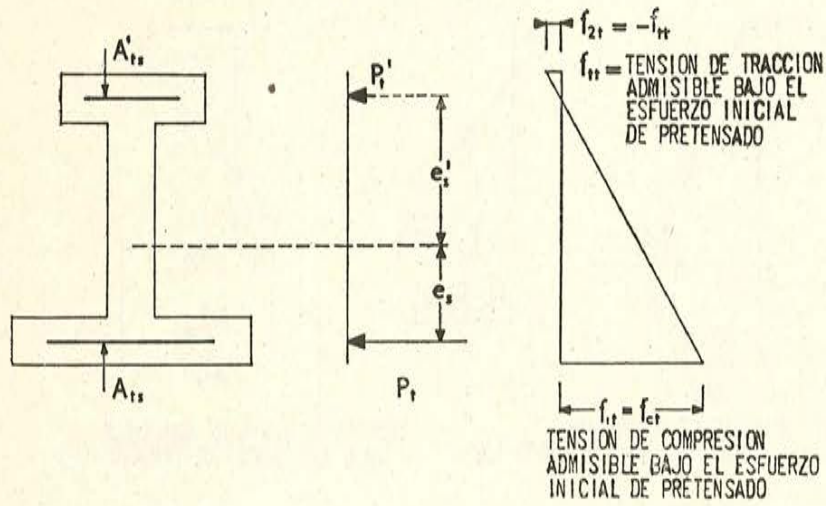 A'ts
P't
e's
es
Ats
Pt
f2t = -ftt
ftt = TENSION DE TRACCION
ADMISIBLE BAJO EL
ESFUERZO INICIAL
DE PRETENSADO
f1t = fct
TENSION DE COMPRESION
ADMISIBLE BAJO EL ESFUERZO
INICIAL DE PRETENSADO